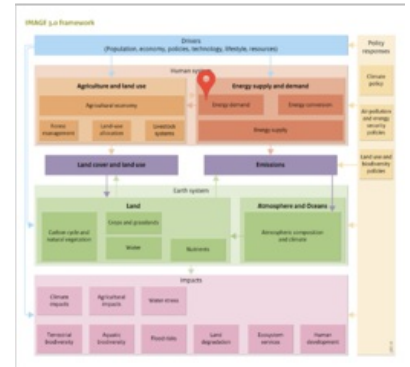 IMAGE 3.0 framework
Drivers
(Population, economy, policies, technology, lifestyle, resources)
Policy
responses
Human system
Agriculture and land use
Energy supply and demand
Climate
policy
Agricultural economy
Energy demand
Energy conversion
Air pollution
and energy
security
policies
Forest
management
Land-use
allocation
Livestock
systems
Energy supply
Land cover and land use
Emissions
Land use and
biodiversity
policies
Earth system
Land
Atmosphere and Oceans
Carbon cycle and
natural vegetation
Crops and grasslands
Water
Nutrients
Atmospheric composition
and climate
Impacts
Climate
impacts
Agricultural
impacts
Water stress
Terrestrial
biodiversity
Aquatic
biodiversity
Flood risks
Land
degradation
Ecosystem
services
Human
development